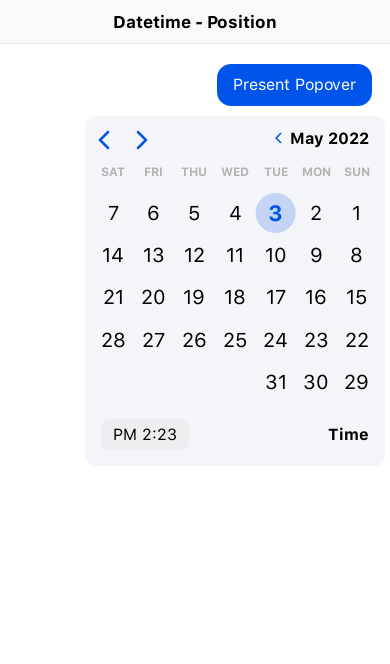 Datetime - Position
Present Popover
May 2022
SAT FRI THU WED TUE MON SUN
7 6 5 4 3 2 1
14 13 12 11 10 9 8
21 20 19 18 17 16 15
28 27 26 25 24 23 22
31 30 29
PM 2:23 Time